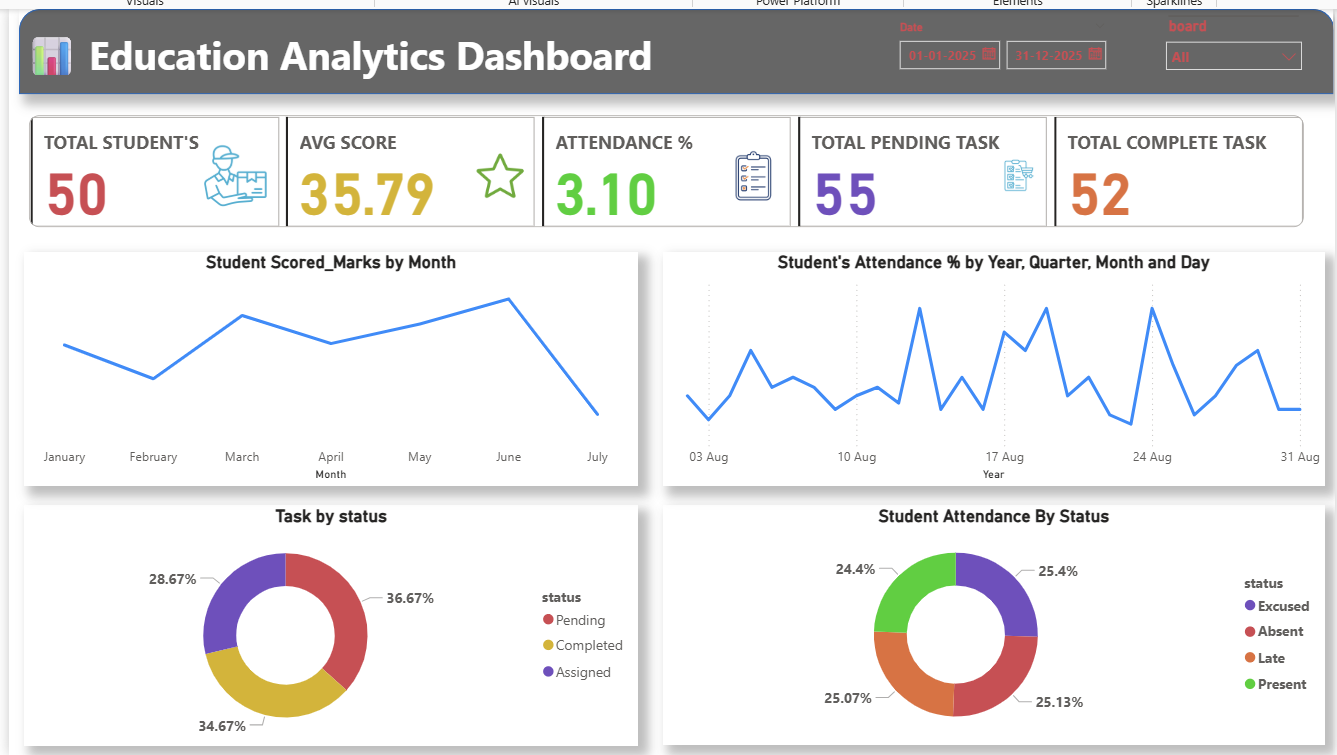 Visuals AI visuals Power Platform Elements Sparklines
Education Analytics Dashboard
Date
01-01-2025 31-12-2025
board
All
TOTAL STUDENT'S
50
AVG SCORE
35.79
ATTENDANCE %
3.10
TOTAL PENDING TASK
55
TOTAL COMPLETE TASK
52
Student Scored_Marks by Month
January February March April May June July
Month
Student's Attendance % by Year, Quarter, Month and Day
03 Aug 10 Aug 17 Aug 24 Aug 31 Aug
Year
Task by status
28.67%
36.67%
34.67%
status
Pending
Completed
Assigned
Student Attendance By Status
24.4%
25.4%
25.07%
25.13%
status
Excused
Absent
Late
Present